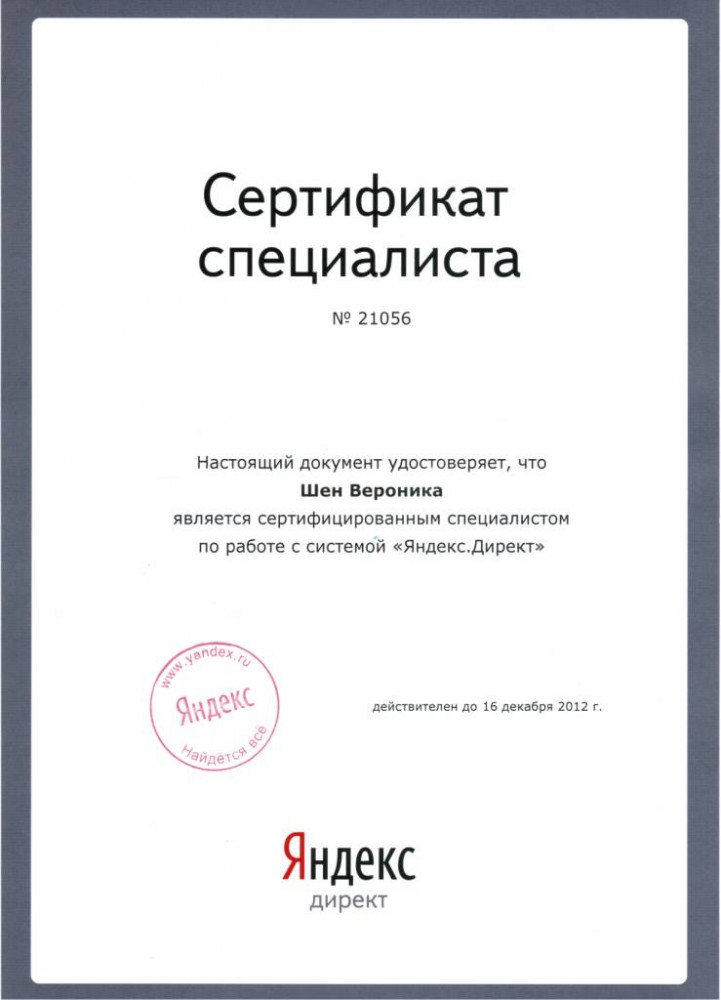 Сертификат
специалиста
№ 21056
Настоящий документ удостоверяет, что
Шен Вероника
является сертифицированным специалистом
по работе с системой «Яндекс.Директ»
www.yandex.ru
Яндекс
Найдётся всё
действителен до 16 декабря 2012 г.
Яндекс
директ